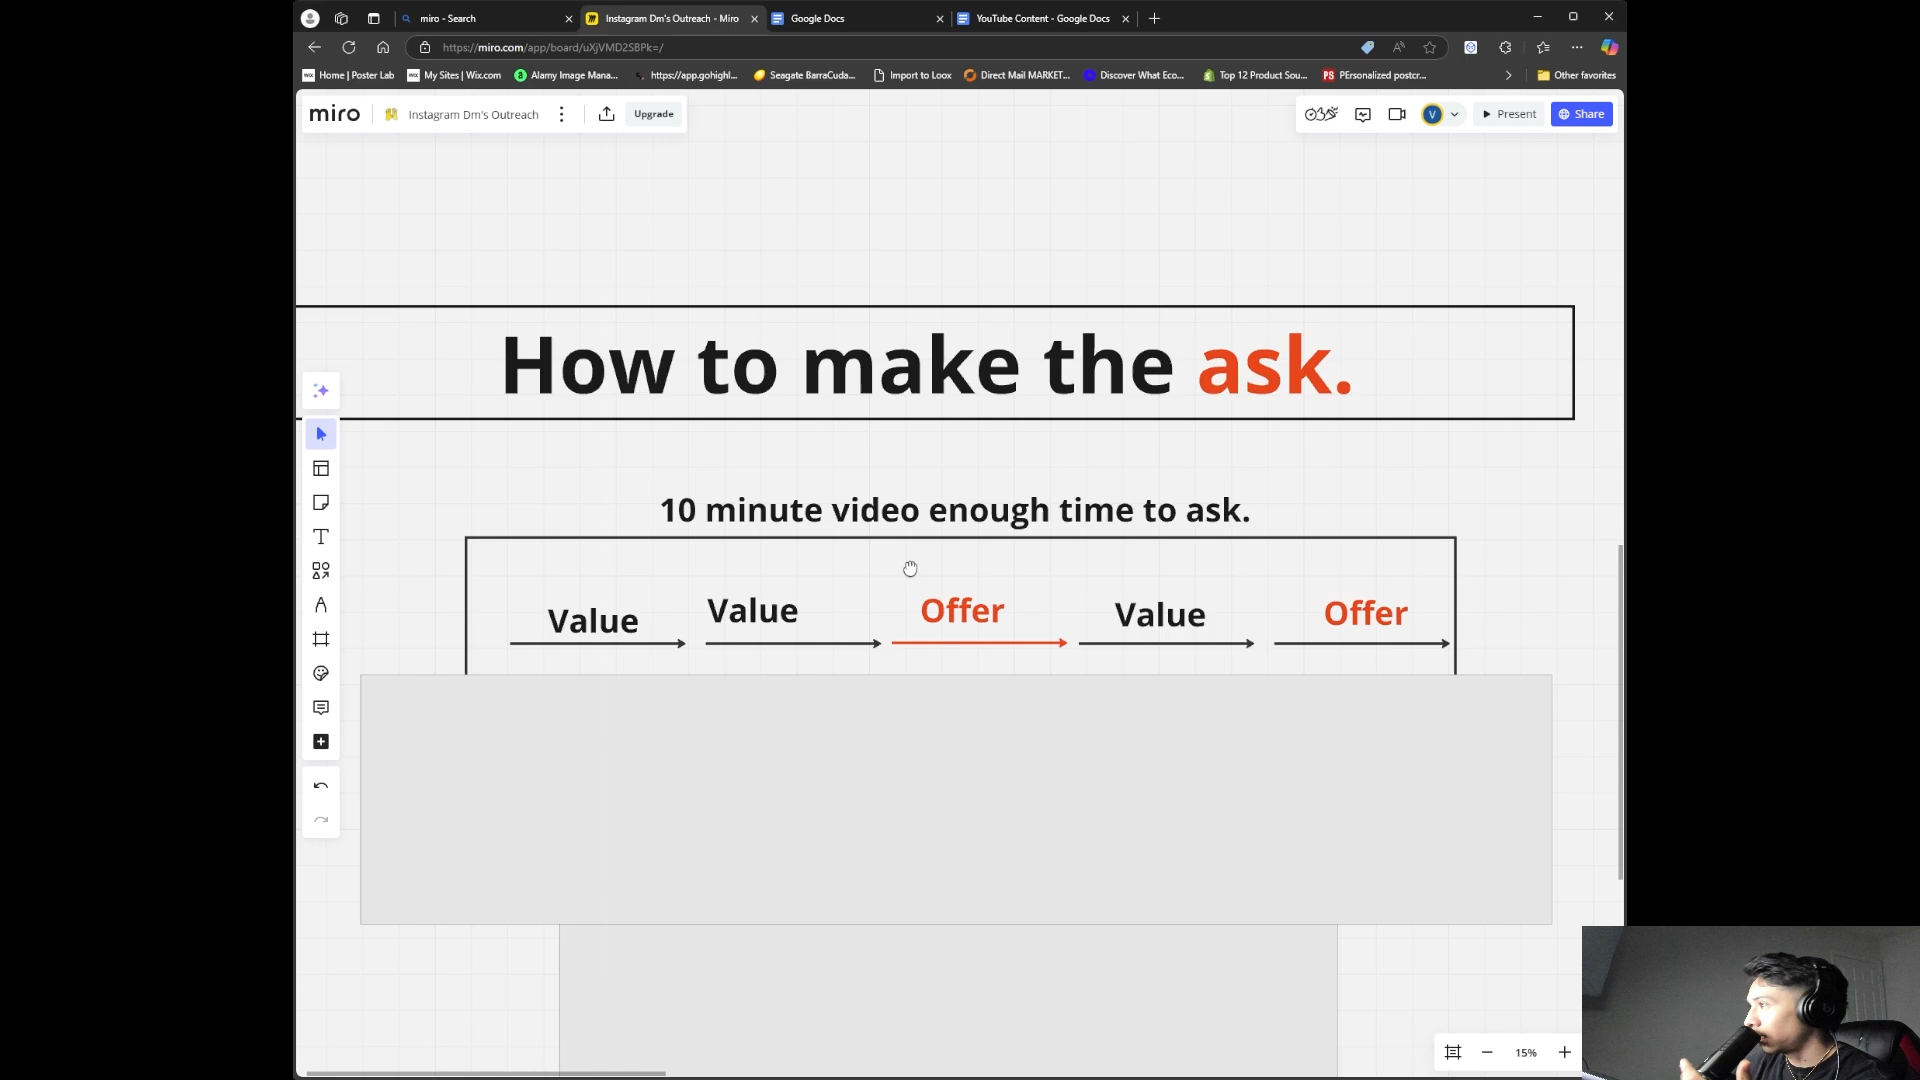 miro - Search
Instagram Dm's Outreach - Miro
Google Docs
YouTube Content - Google Docs
https://miro.com/app/board/uXjVMD2SBPk=/
Home | Poster Lab
My Sites | Wix.com
Alamy Image Mana...
https://app.gohighl...
Seagate BarraCuda...
Import to Loox
Direct Mail MARKET...
Discover What Eco...
Top 12 Product Sou...
PErsonalized postcr...
Other favorites
miro
Instagram Dm's Outreach
Upgrade
V
Present
Share
How to make the ask.
10 minute video enough time to ask.
Value
Value
Offer
Value
Offer
15%